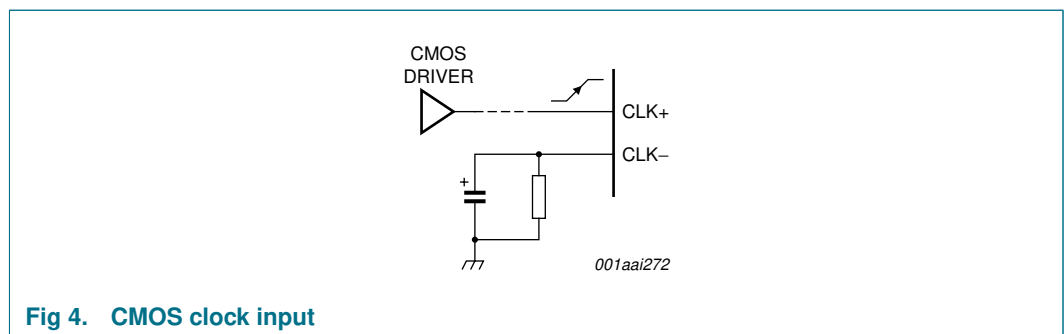 CMOS
DRIVER
CLK+
CLK−
+
001aai272
Fig 4. CMOS clock input